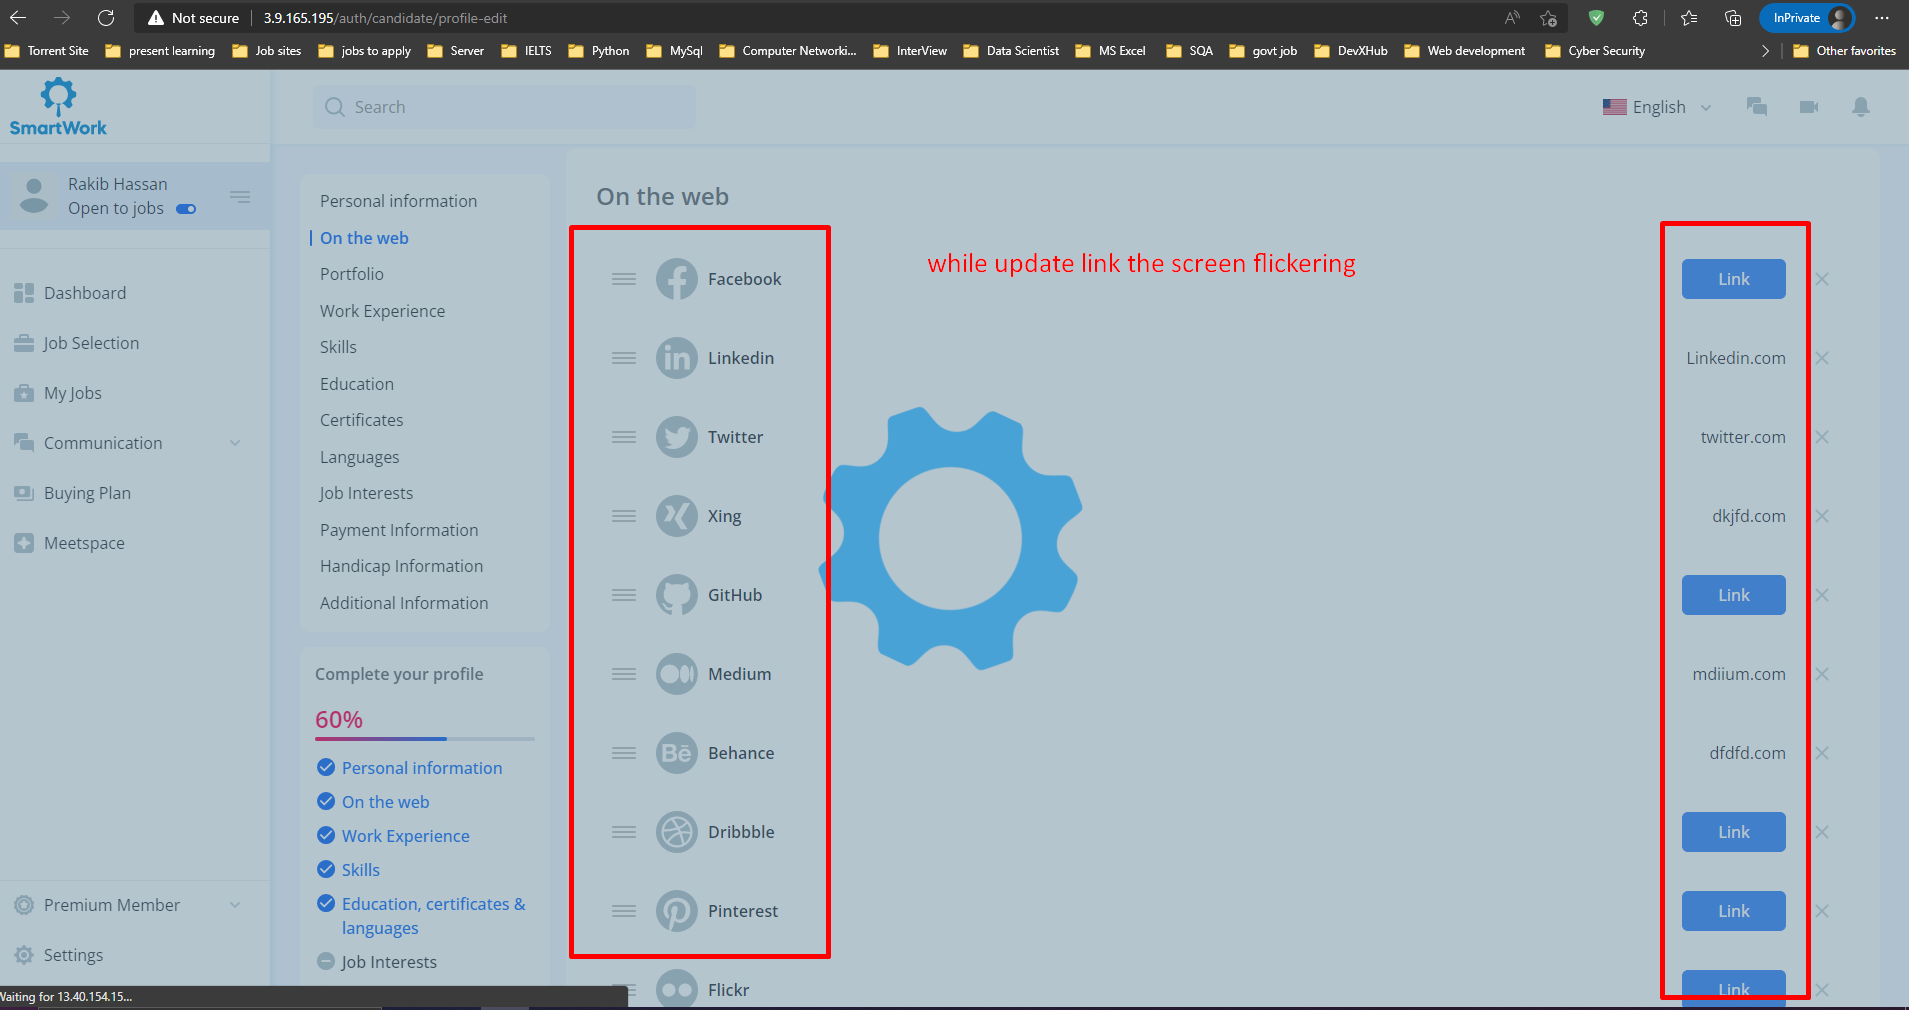 Not secure
3.9.165.195/auth/candidate/profile-edit
InPrivate
Torrent Site
present learning
Job sites
jobs to apply
Server
IELTS
Python
MySql
Computer Networki...
InterView
Data Scientist
MS Excel
SQA
govt job
DevXHub
Web development
Cyber Security
Other favorites
SmartWork
Search
English
Rakib Hassan
Open to jobs
Dashboard
Job Selection
My Jobs
Communication
Buying Plan
Meetspace
Premium Member
Settings
Personal information
On the web
Portfolio
Work Experience
Skills
Education
Certificates
Languages
Job Interests
Payment Information
Handicap Information
Additional Information
Complete your profile
60%
Personal information
On the web
Work Experience
Skills
Education, certificates &
languages
Job Interests
On the web
while update link the screen flickering
Facebook
Link
Linkedin
Linkedin.com
Twitter
twitter.com
Xing
dkjfd.com
GitHub
Link
Medium
mdiium.com
Behance
dfdfd.com
Dribbble
Link
Pinterest
Link
Flickr
Link
Waiting for 13.40.154.15...